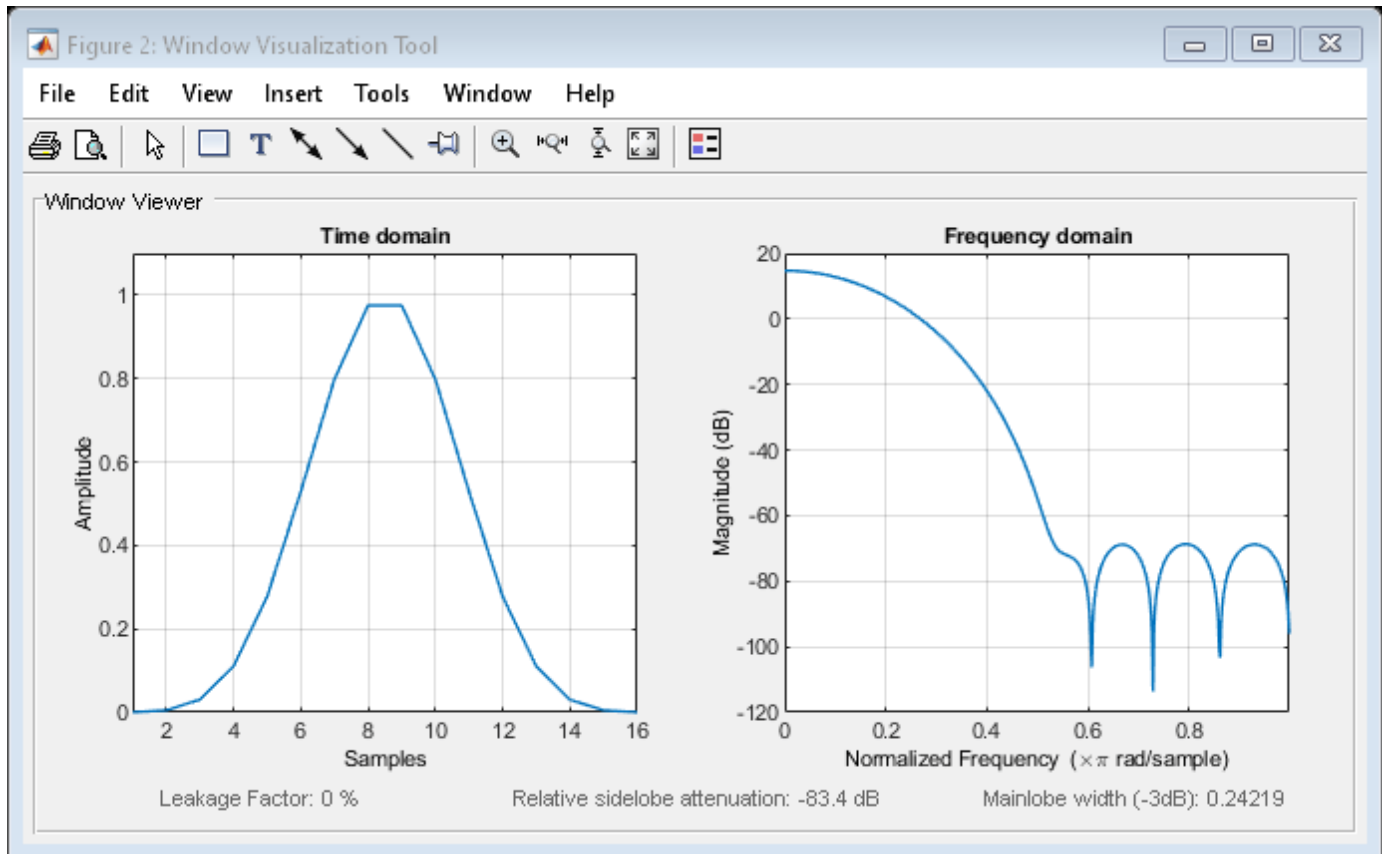 Figure 2: Window Visualization Tool
File Edit View Insert Tools Window Help
T
Window Viewer
Time domain
1
0.8
0.6
0.4
0.2
0
Amplitude
2 4 6 8 10 12 14 16
Samples
Frequency domain
20
0
-20
-40
-60
-80
-100
-120
Magnitude (dB)
0 0.2 0.4 0.6 0.8
Normalized Frequency (×π rad/sample)
Leakage Factor: 0 % Relative sidelobe attenuation: -83.4 dB Mainlobe width (-3dB): 0.24219